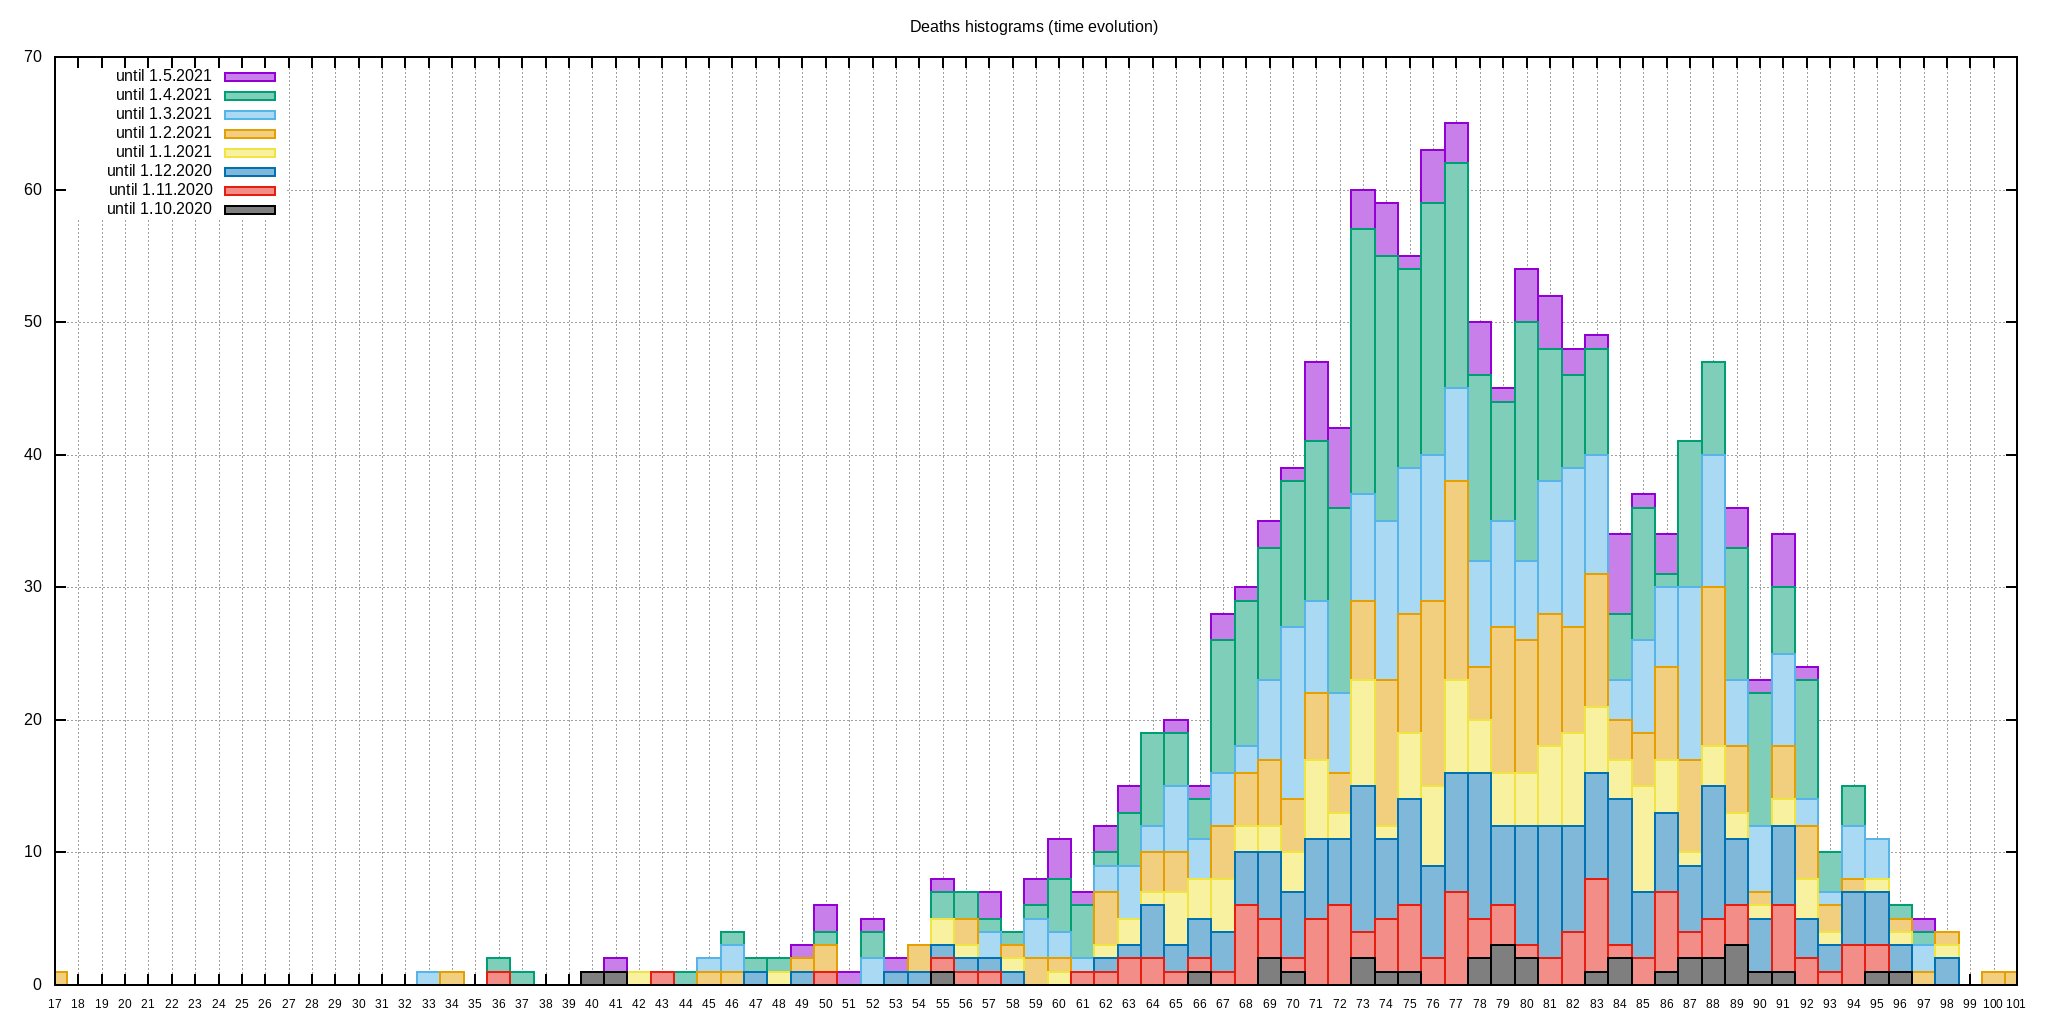 Deaths histograms (time evolution)
70
60
50
40
30
20
10
0
until 1.5.2021
until 1.4.2021
until 1.3.2021
until 1.2.2021
until 1.1.2021
until 1.12.2020
until 1.11.2020
until 1.10.2020
17 18 19 20 21 22 23 24 25 26 27 28 29 30 31 32 33 34 35 36 37 38 39 40 41 42 43 44 45 46 47 48 49 50 51 52 53 54 55 56 57 58 59 60 61 62 63 64 65 66 67 68 69 70 71 72 73 74 75 76 77 78 79 80 81 82 83 84 85 86 87 88 89 90 91 92 93 94 95 96 97 98 99 100 101